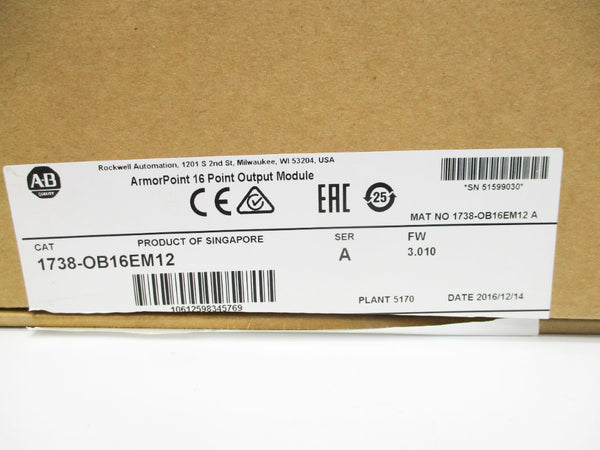 Rockwell Automation, 1201 S 2nd St, Milwaukee, WI 53204, USA
ArmorPoint 16 Point Output Module
AB
QUALITY
CE
EAC
25
*SN 51599030*
MAT NO 1738-OB16EM12 A
CAT
PRODUCT OF SINGAPORE
1738-OB16EM12
SER
A
FW
3.010
10612598345769
PLANT 5170
DATE 2016/12/14